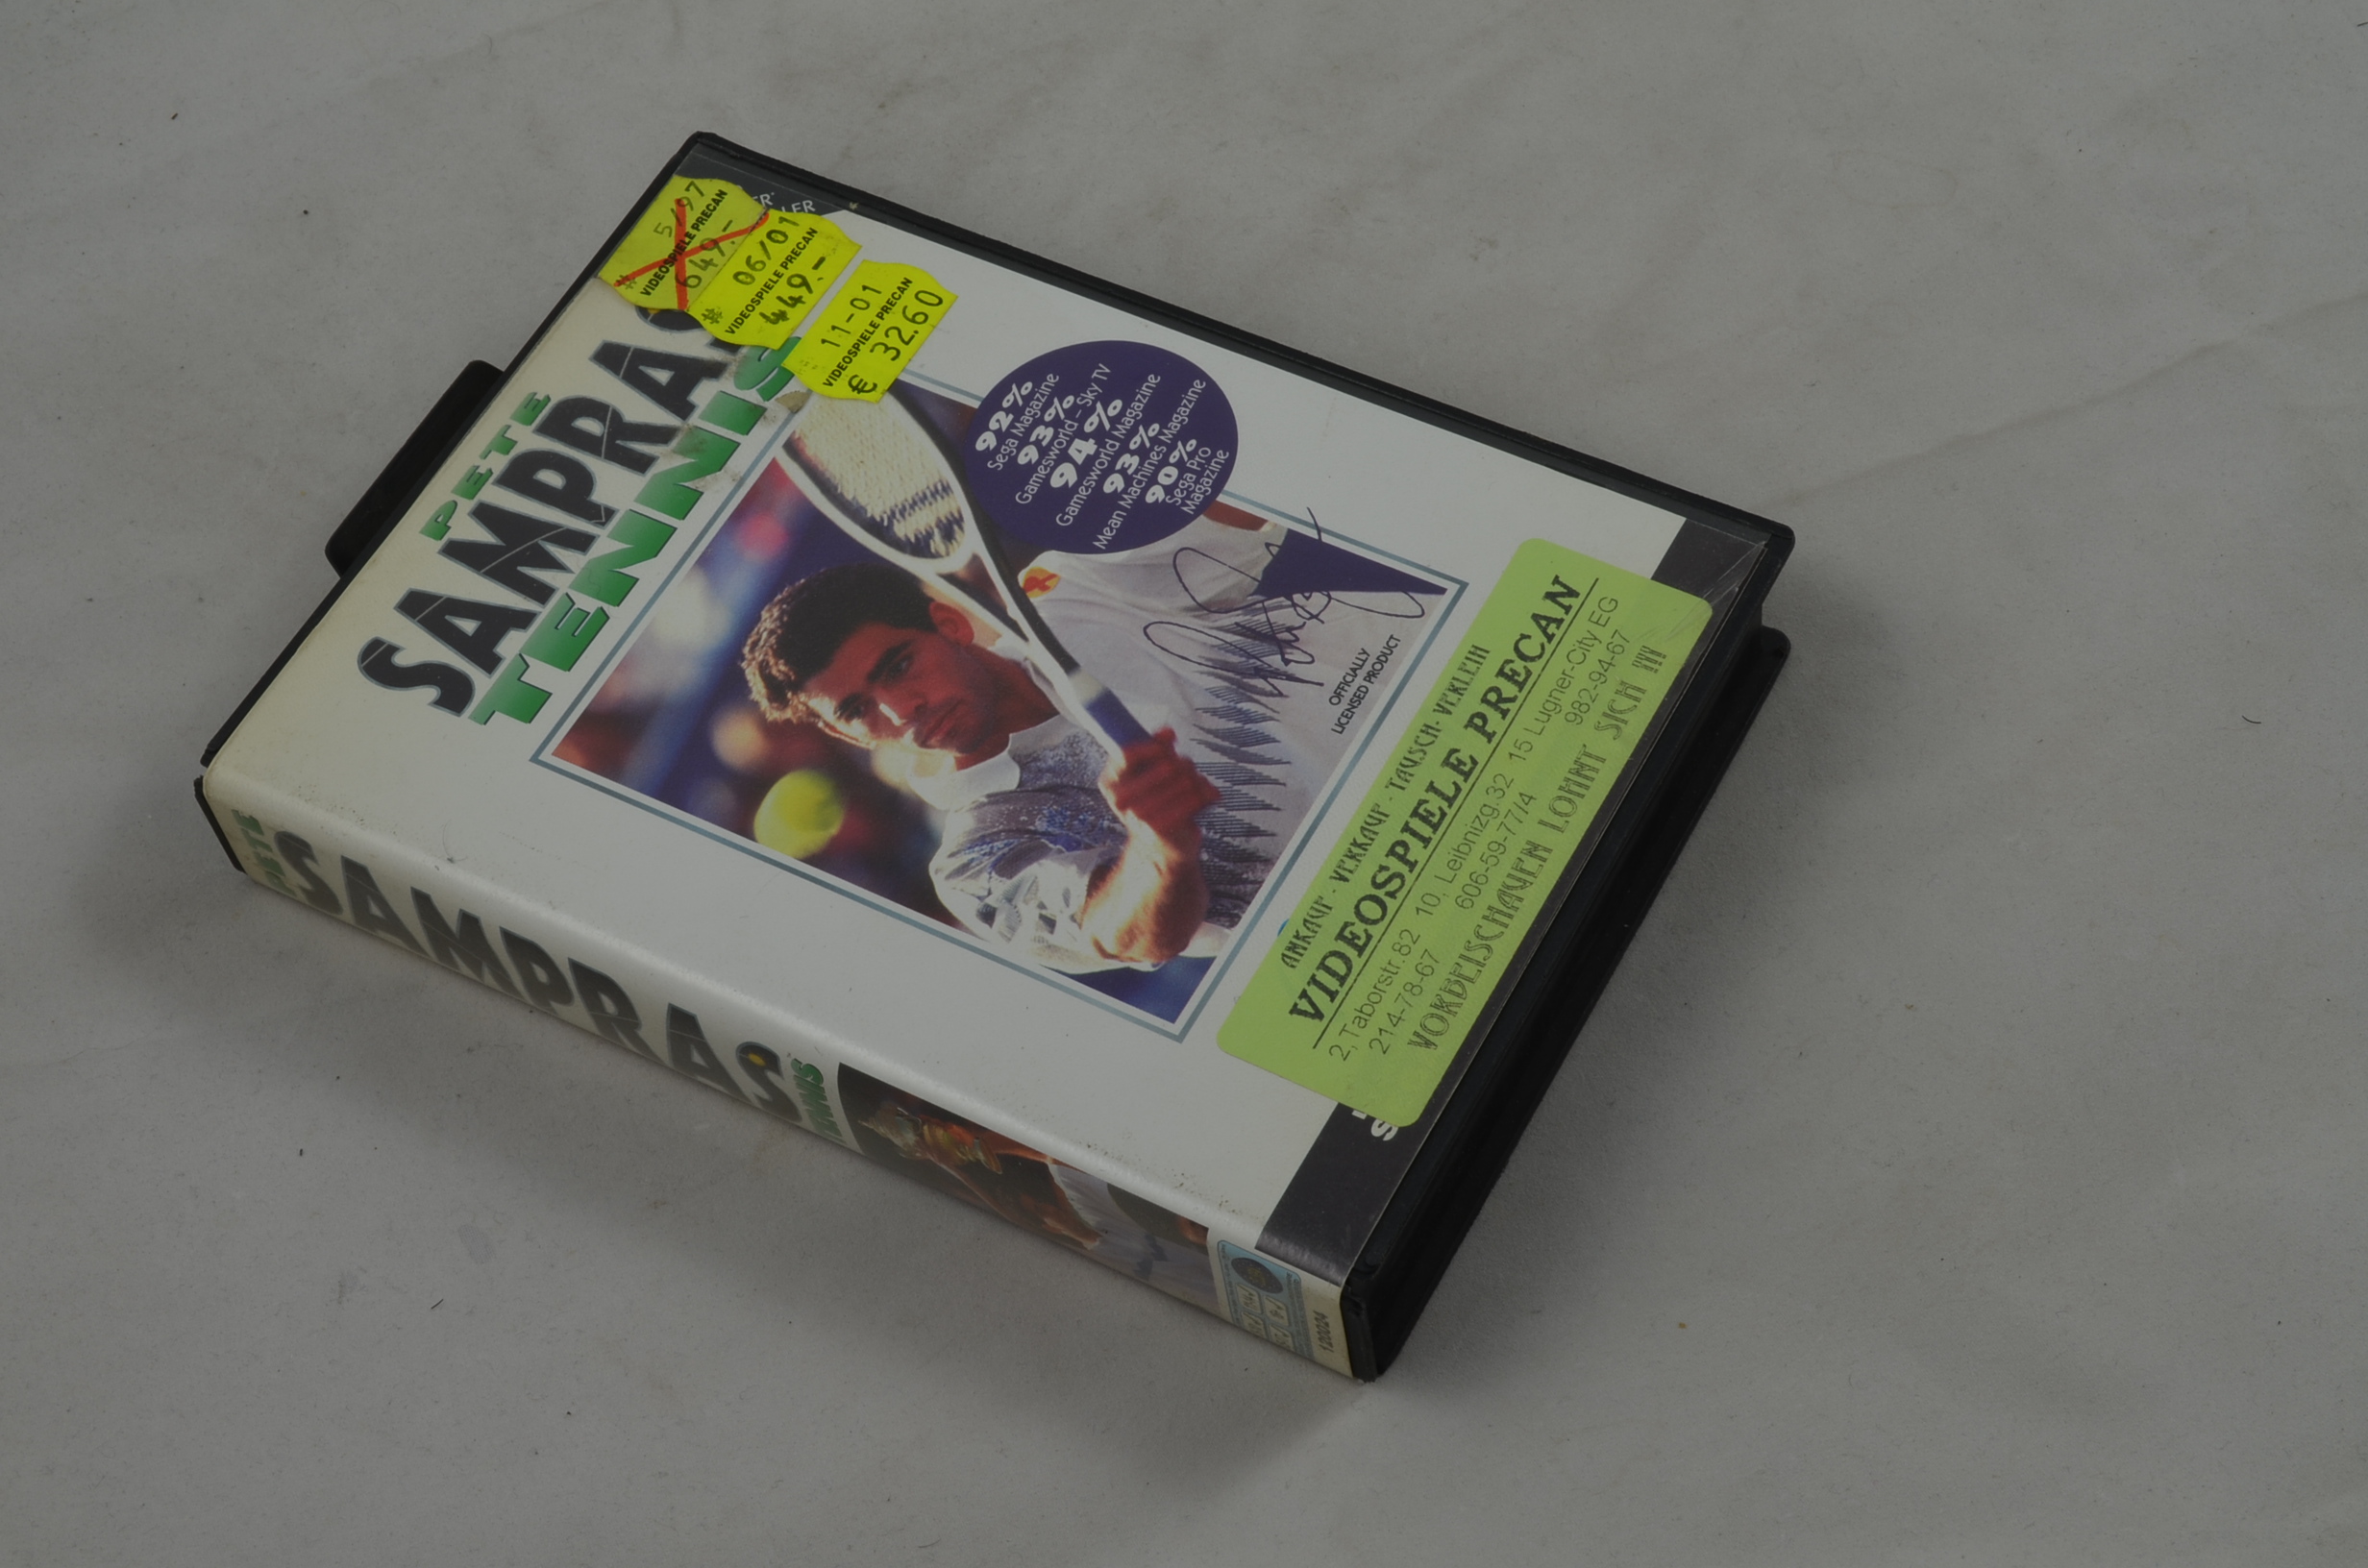 5/97
VIDEOSPIELE PRECAN
# 649.-
06/01
VIDEOSPIELE PRECAN
# 449.-
11-01
VIDEOSPIELE PRECAN
€ 32.60
PETE
SAMPRAS
TENNIS
92%
Sega Magazine
93%
Gamesworld - Sky TV
94%
Gamesworld Magazine
93%
Mean Machines Magazine
90%
Sega Pro
Magazine
OFFICIALLY
LICENSED PRODUCT
ANKAUF · VERKAUF · TAUSCH · VERLEIH
VIDEOSPIELE PRECAN
2, Taborstr.82 10, Leibnizg.32 15 Lugner-City EG
214-78-67 606-59-77/4 982-94-67
VORBEISCHAUEN LOHNT SICH !!!
PETE
SAMPRAS
TENNIS
120024